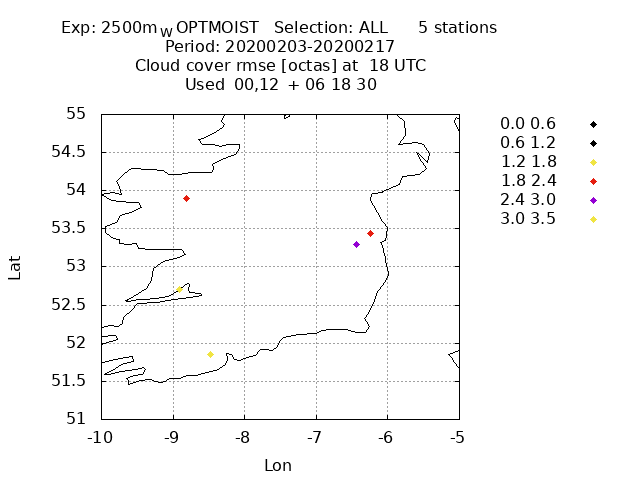 Exp: 2500mWOPTMOIST Selection: ALL 5 stations
Period: 20200203-20200217
Cloud cover rmse [octas] at 18 UTC
Used 00,12 + 06 18 30
55
54.5
54
53.5
53
52.5
52
51.5
51
-10 -9 -8 -7 -6 -5
Lat
Lon
0.0 0.6
0.6 1.2
1.2 1.8
1.8 2.4
2.4 3.0
3.0 3.5